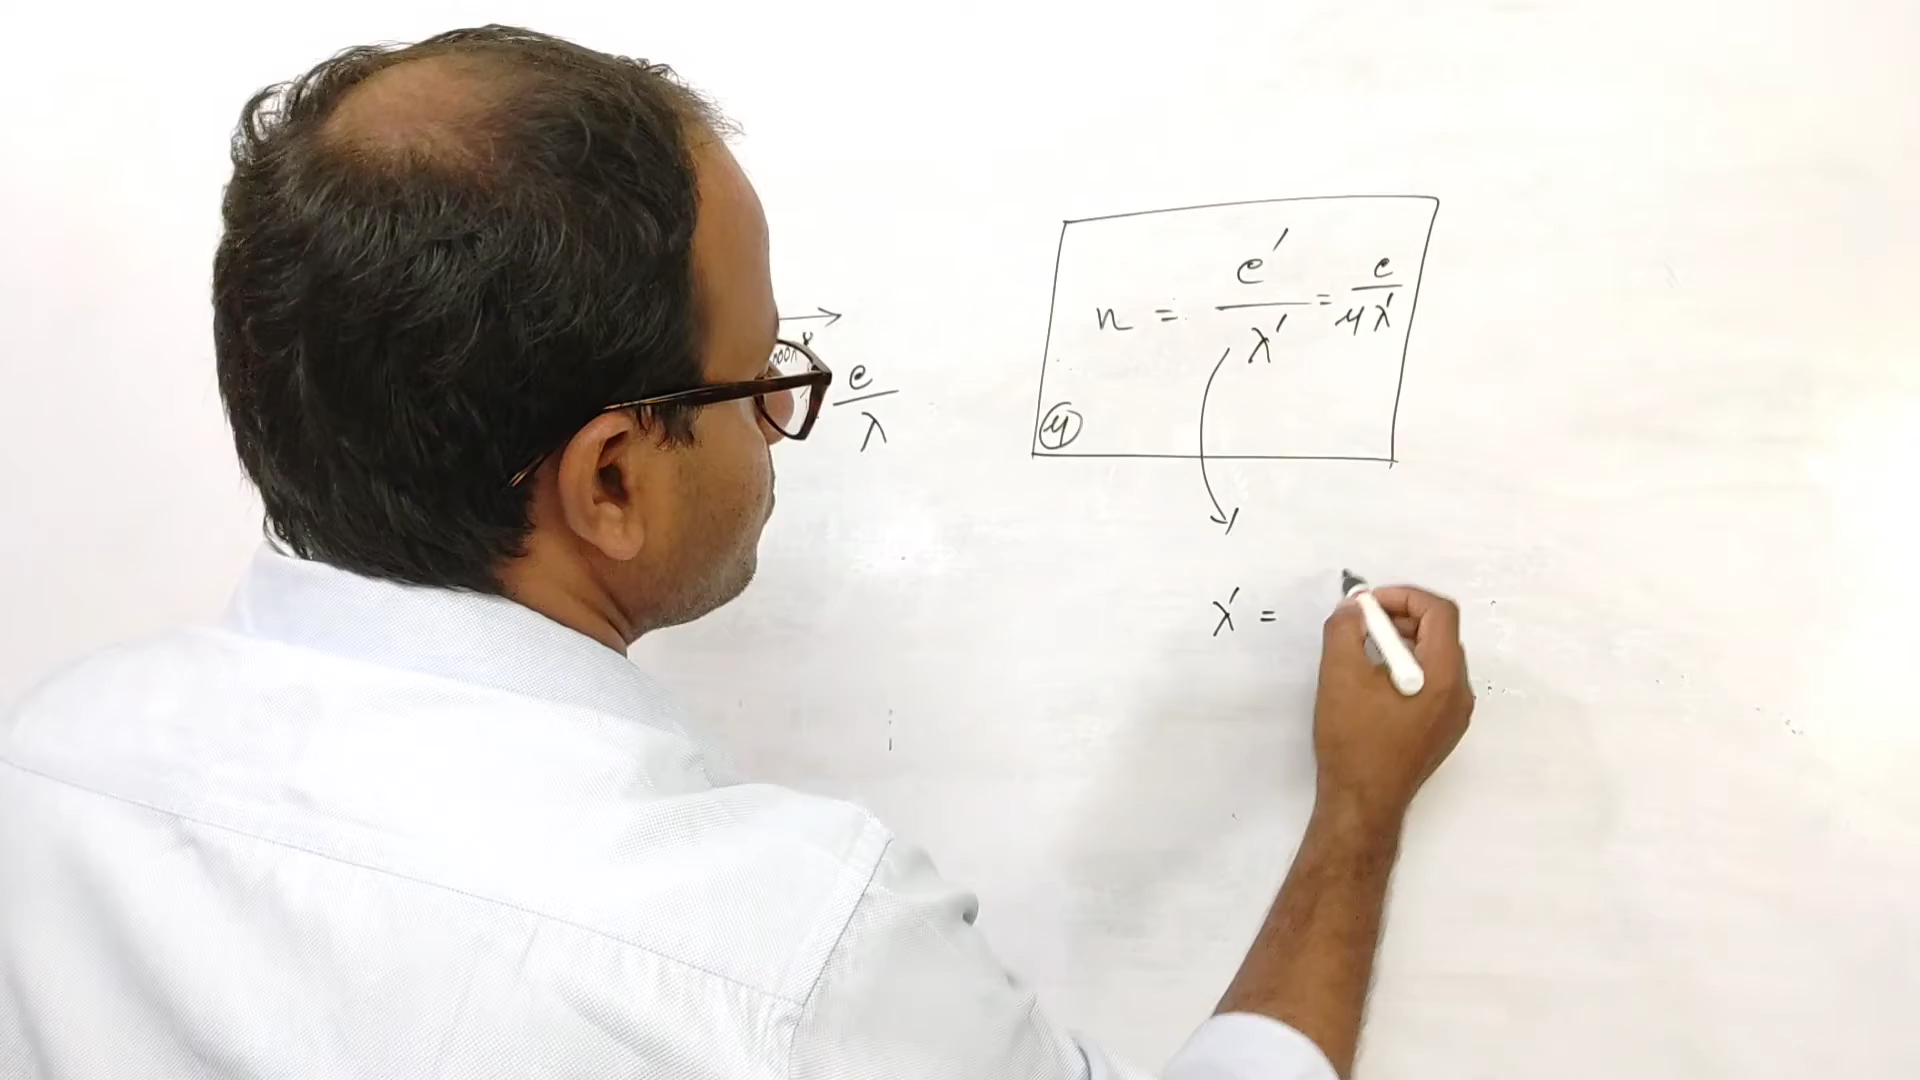 n = e′/λ′ = e/μλ′
e/λ
μ
λ′ =